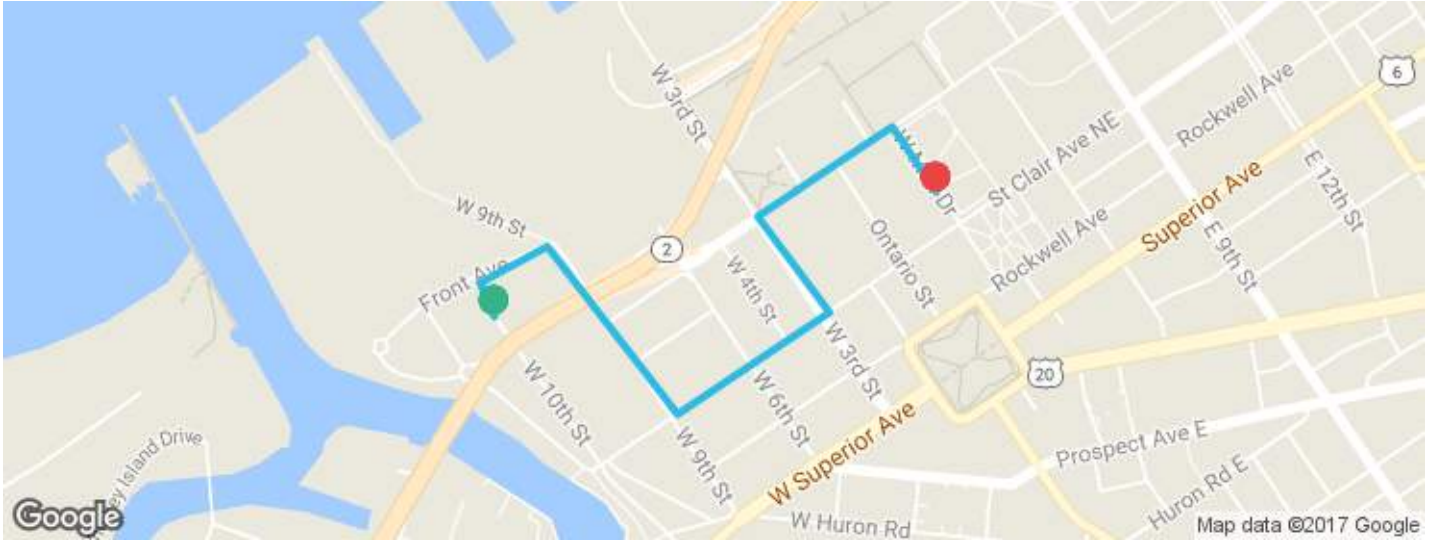 W 3rd St
6
Rockwell Ave
St Clair Ave NE
W 9th St
Dr
Superior Ave
E 12th St
Front Ave
2
W 4th St
Ontario St
Rockwell Ave
E 9th St
W 10th St
W 6th St
W 3rd St
20
W Superior Ave
Prospect Ave E
W 9th St
ey Island Drive
Huron Rd E
W Huron Rd
Google
Map data ©2017 Google